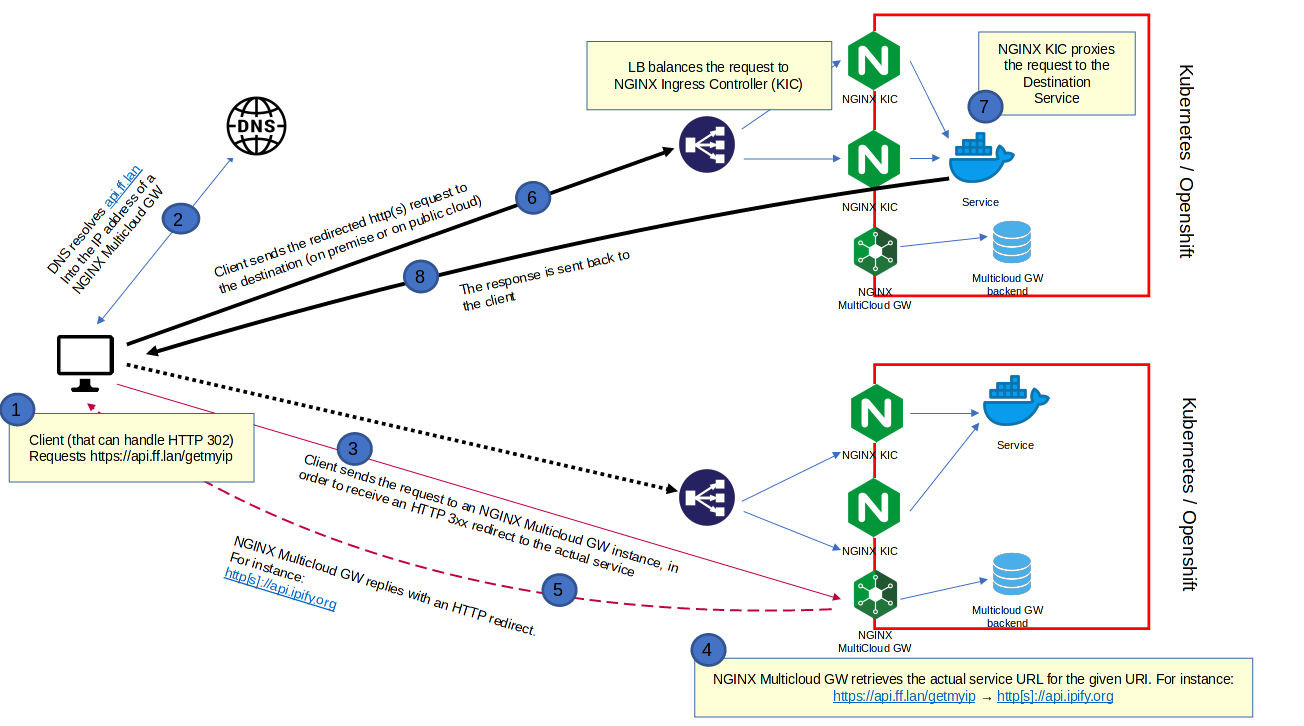 LB balances the request to
NGINX Ingress Controller (KIC)
NGINX KIC
NGINX KIC proxies
the request to the
Destination
Service
7
Kubernetes / Openshift
DNS
DNS resolves api.ff.lan
Into the IP address of a
NGINX Multicloud GW
2
Client sends the redirected http(s) request to
the destination (on premise or on public cloud)
6
NGINX KIC
Service
8
The response is sent back to
the client
Multicloud GW
backend
NGINX
MultiCloud GW
1
Client (that can handle HTTP 302)
Requests https://api.ff.lan/getmyip
3
Client sends the request to an NGINX Multicloud GW instance, in
order to receive an HTTP 3xx redirect to the actual service
NGINX KIC
Service
Kubernetes / Openshift
NGINX KIC
NGINX Multicloud GW replies with an HTTP redirect.
For instance:
http[s]://api.ipify.org
5
Multicloud GW
backend
NGINX
MultiCloud GW
4
NGINX Multicloud GW retrieves the actual service URL for the given URI. For instance:
https://api.ff.lan/getmyip → http[s]://api.ipify.org